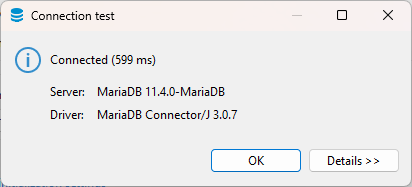 Connection test
Connected (599 ms)
Server: MariaDB 11.4.0-MariaDB
Driver: MariaDB Connector/J 3.0.7
OK Details >>